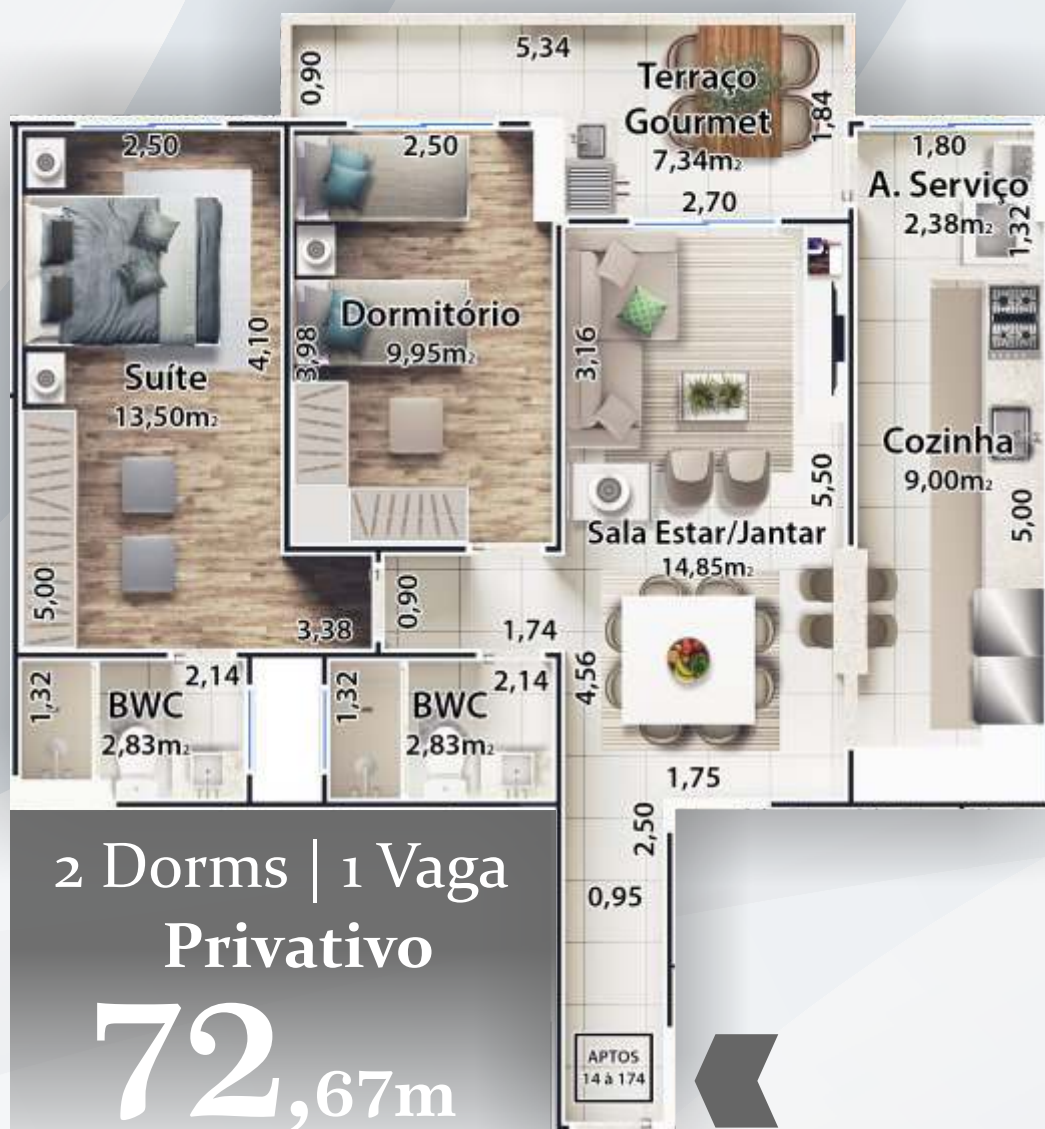 5,34
0,90
Terraço
Gourmet
7,34m2
1,84
2,70
2,50
2,50
1,80
A. Serviço
2,38m2
1,32
4,10
Suíte
13,50m2
3,98
Dormitório
9,95m2
3,16
Cozinha
9,00m2
5,00
5,50
Sala Estar/Jantar
14,85m2
5,00
3,38
0,90
1,74
4,56
1,32
2,14
BWC
2,83m2
1,32
2,14
BWC
2,83m2
1,75
2,50
0,95
APTOS
14 à 174
2 Dorms | 1 Vaga
Privativo
72,67m